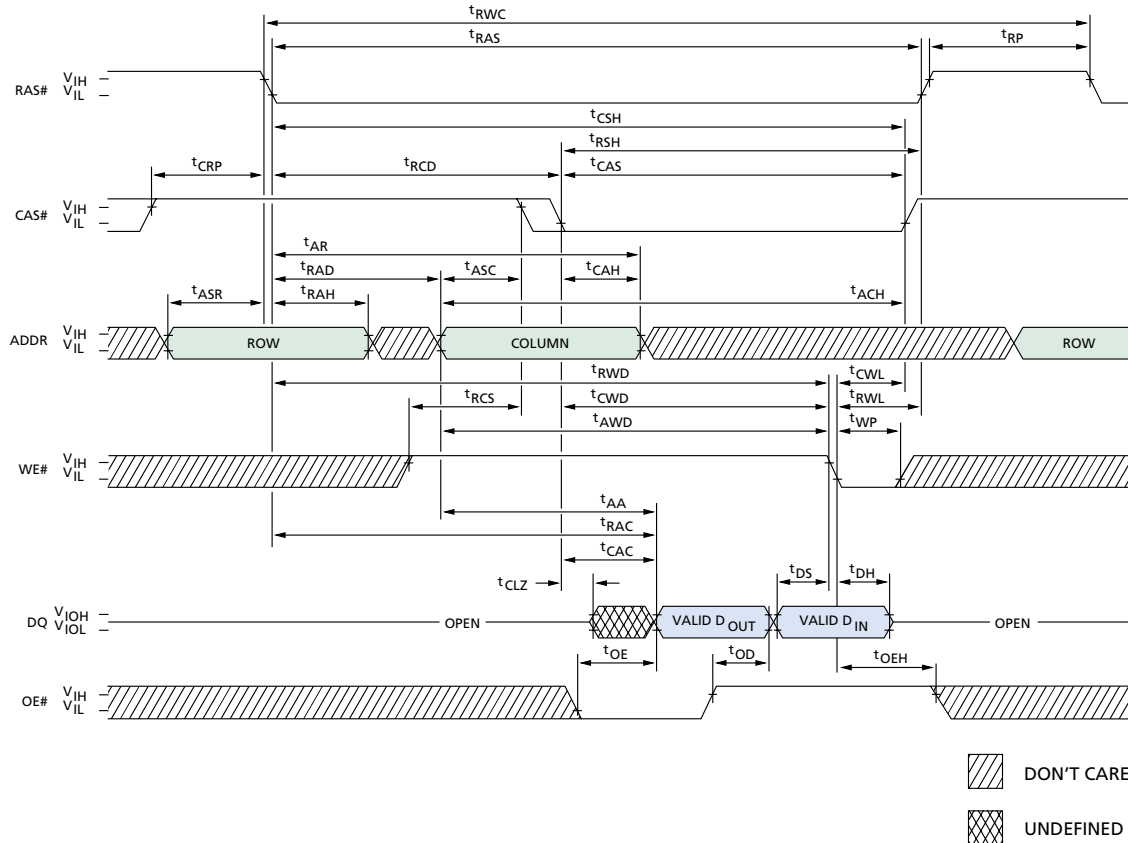 tRWC
tRAS
tRP
RAS# VIH
VIL
tCSH
tRSH
tCRP
tRCD
tCAS
CAS# VIH
VIL
tAR
tRAD
tASC
tCAH
tASR
tRAH
tACH
ADDR VIH
VIL
ROW
COLUMN
ROW
tRWD
tCWL
tRCS
tCWD
tRWL
tAWD
tWP
WE# VIH
VIL
tAA
tRAC
tCAC
tCLZ
tDS
tDH
DQ VIOH
VIOL
OPEN
VALID D OUT
VALID D IN
OPEN
tOE
tOD
tOEH
OE# VIH
VIL
DON'T CARE
UNDEFINED